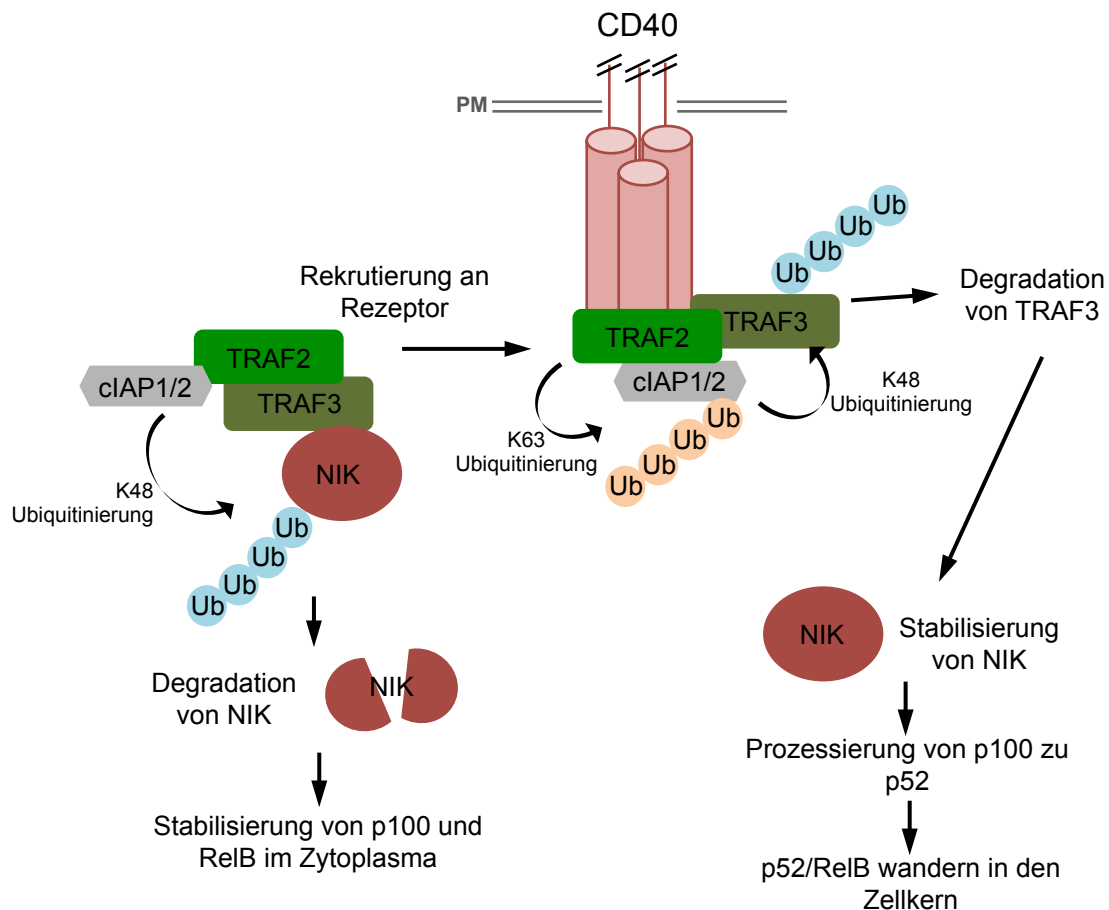 CD40
PM
Ub
Ub
Ub
Ub
Rekrutierung an
Rezeptor
Degradation
von TRAF3
TRAF2
TRAF3
TRAF2
TRAF3
cIAP1/2
cIAP1/2
K48
Ubiquitinierung
K63
Ubiquitinierung
Ub
Ub
Ub
Ub
NIK
K48
Ubiquitinierung
Ub
Ub
Ub
Ub
NIK
Stabilisierung
von NIK
Degradation
von NIK
NIK
Prozessierung von p100 zu
p52
Stabilisierung von p100 und
RelB im Zytoplasma
p52/RelB wandern in den
Zellkern